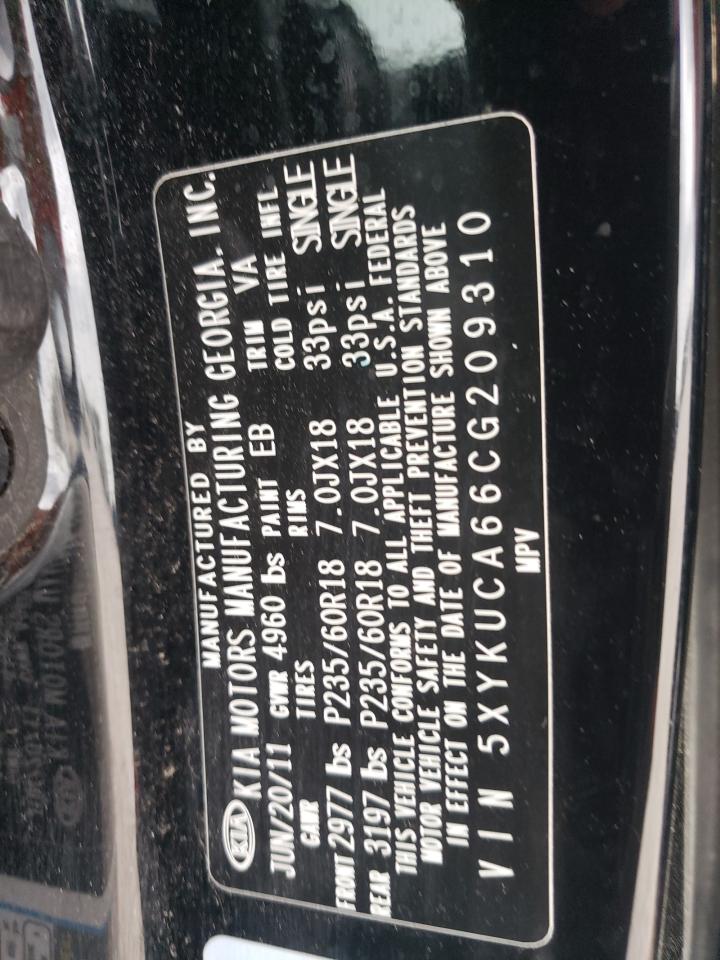 MANUFACTURED BY
KIA KIA MOTORS MANUFACTURING GEORGIA, INC.
JUN/20/11 GVWR 4960 lbs PAINT EB TRIM VA
GAWR TIRES RIMS COLD TIRE INFL
FRONT 2977 lbs P235/60R18 7.0JX18 33psi SINGLE
REAR 3197 lbs P235/60R18 7.0JX18 33psi SINGLE
THIS VEHICLE CONFORMS TO ALL APPLICABLE U.S.A. FEDERAL
MOTOR VEHICLE SAFETY AND THEFT PREVENTION STANDARDS
IN EFFECT ON THE DATE OF MANUFACTURE SHOWN ABOVE
VIN 5XYKUCA66CG209310
MPV